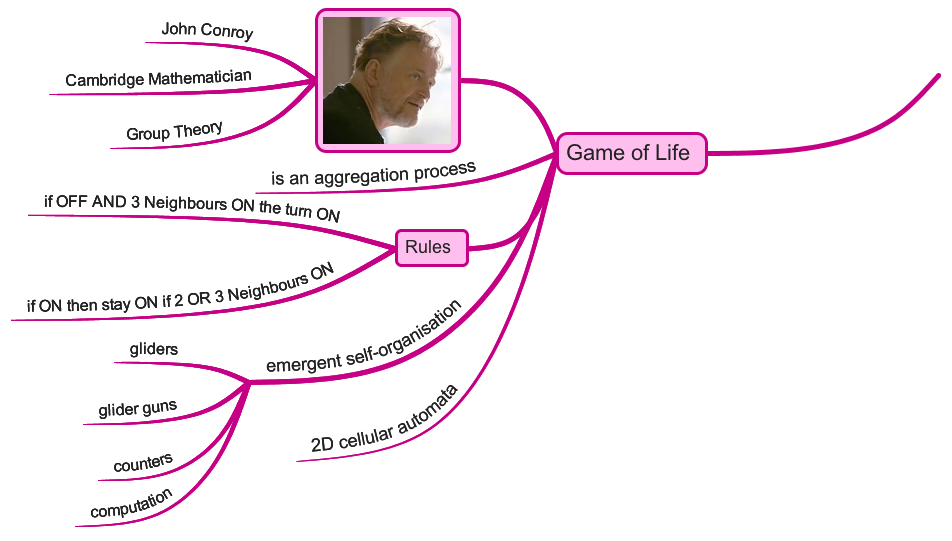 John Conroy
Cambridge Mathematician
Group Theory
Game of Life
is an aggregation process
if OFF AND 3 Neighbours ON the turn ON
Rules
if ON then stay ON if 2 OR 3 Neighbours ON
emergent self-organisation
gliders
glider guns
counters
computation
2D cellular automata